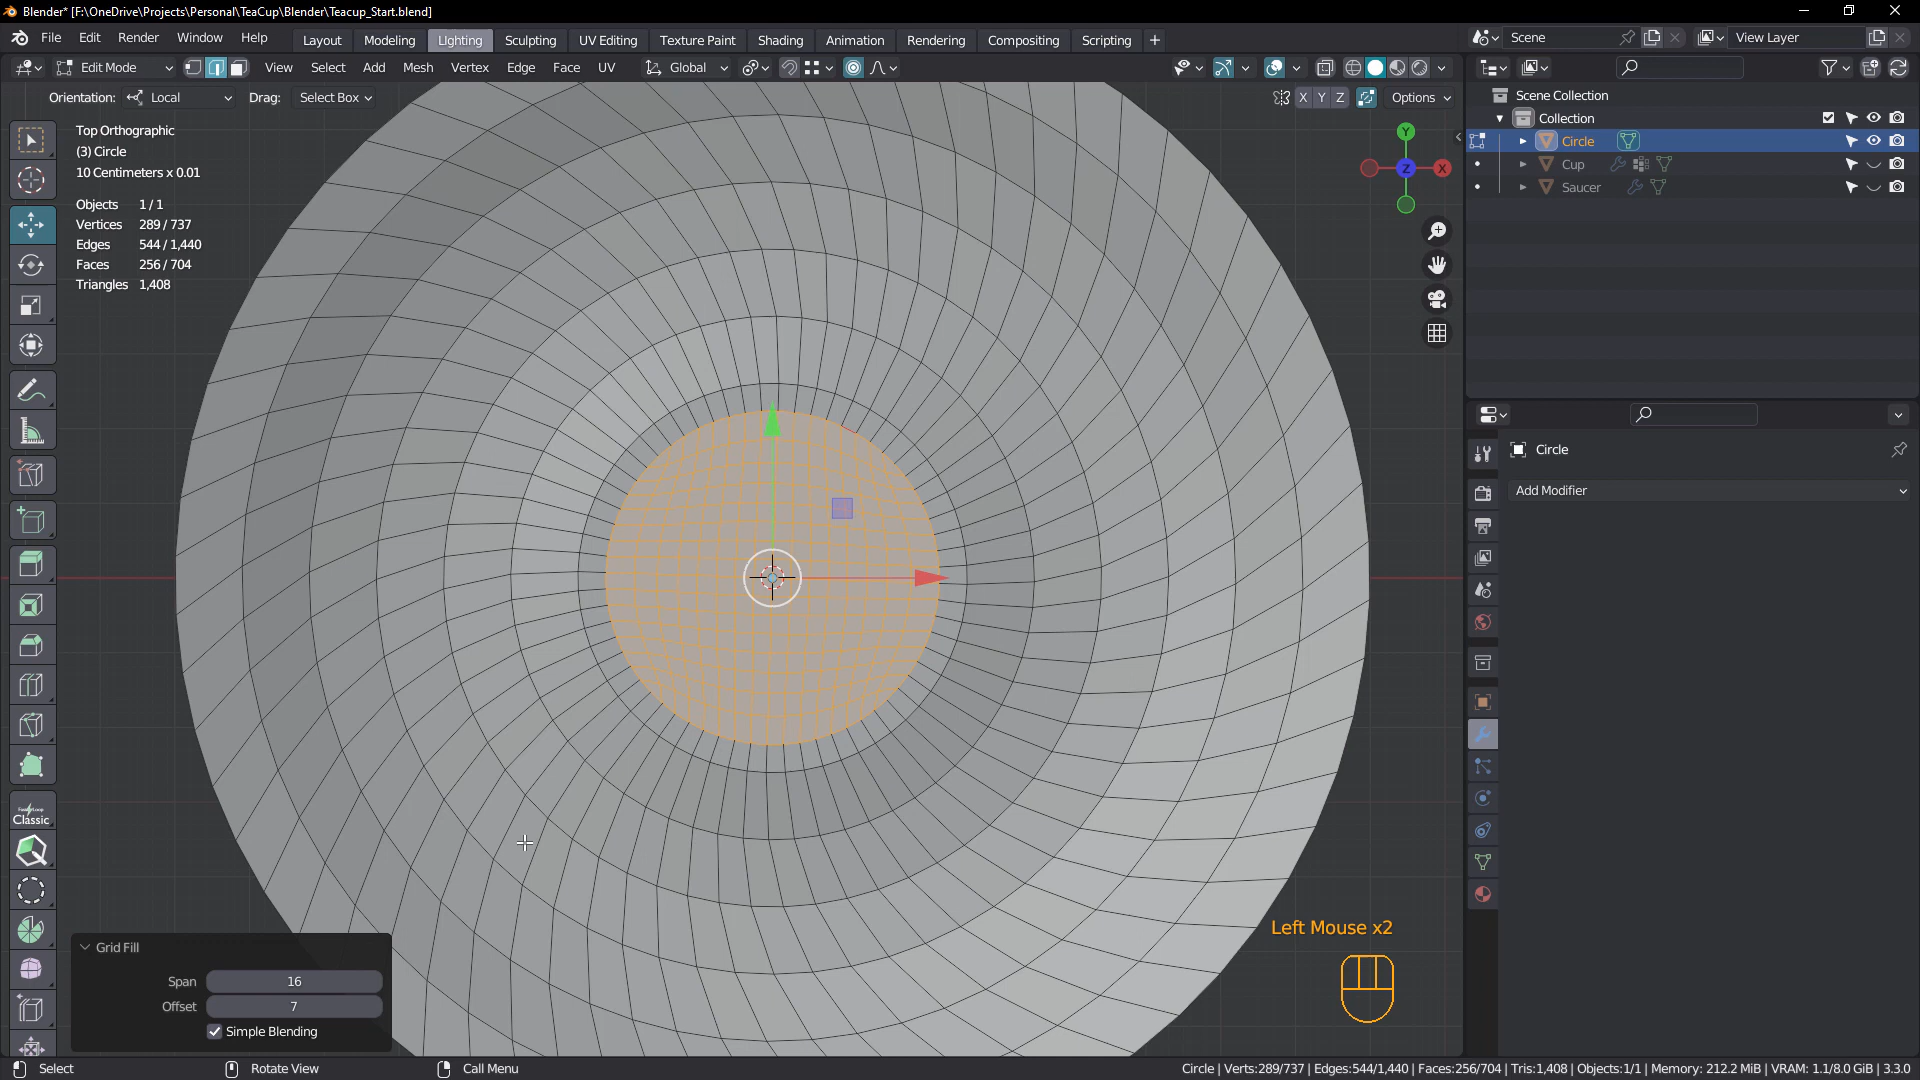 Blender* [F:\OneDrive\Projects\Personal\TeaCup\Blender\Teacup_Start.blend]
File Edit Render Window Help Layout Modeling Lighting Sculpting UV Editing Texture Paint Shading Animation Rendering Compositing Scripting + Scene View Layer
Edit Mode View Select Add Mesh Vertex Edge Face UV Global
Orientation: Local Drag: Select Box X Y Z Options
Top Orthographic
(3) Circle
10 Centimeters x 0.01
Objects 1 / 1
Vertices 289 / 737
Edges 544 / 1,440
Faces 256 / 704
Triangles 1,408
Y
Z X
Scene Collection
Collection
Circle
Cup
Saucer
Circle
Add Modifier
Classic
Left Mouse x2
Grid Fill
Span 16
Offset 7
Simple Blending
Select Rotate View Call Menu Circle | Verts:289/737 | Edges:544/1,440 | Faces:256/704 | Tris:1,408 | Objects:1/1 | Memory: 212.2 MiB | VRAM: 1.1/8.0 GiB | 3.3.0